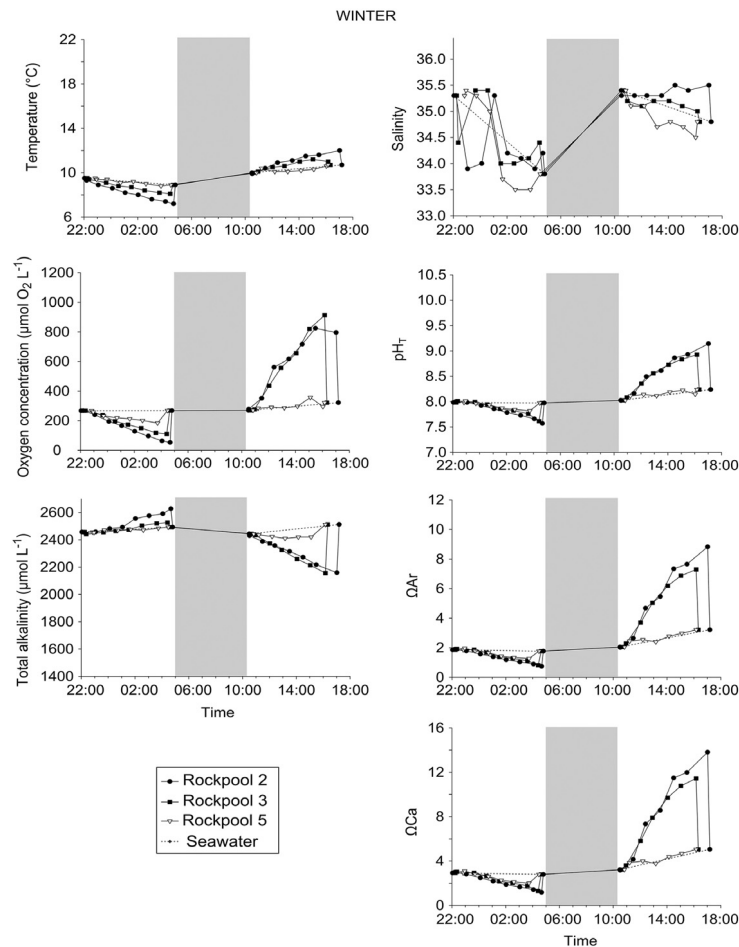 WINTER
Temperature (°C)
22
18
14
10
6
22:00 02:00 06:00 10:00 14:00 18:00
Salinity
36.0
35.5
35.0
34.5
34.0
33.5
33.0
22:00 02:00 06:00 10:00 14:00 18:00
Oxygen concentration (µmol O2 L-1)
1200
1000
800
600
400
200
0
22:00 02:00 06:00 10:00 14:00 18:00
pHT
10.5
10.0
9.5
9.0
8.5
8.0
7.5
7.0
22:00 02:00 06:00 10:00 14:00 18:00
Total alkalinity (µmol L-1)
2600
2400
2200
2000
1800
1600
1400
22:00 02:00 06:00 10:00 14:00 18:00
Time
ΩAr
12
10
8
6
4
2
0
22:00 02:00 06:00 10:00 14:00 18:00
Rockpool 2
Rockpool 3
Rockpool 5
Seawater
ΩCa
16
12
8
4
0
22:00 02:00 06:00 10:00 14:00 18:00
Time